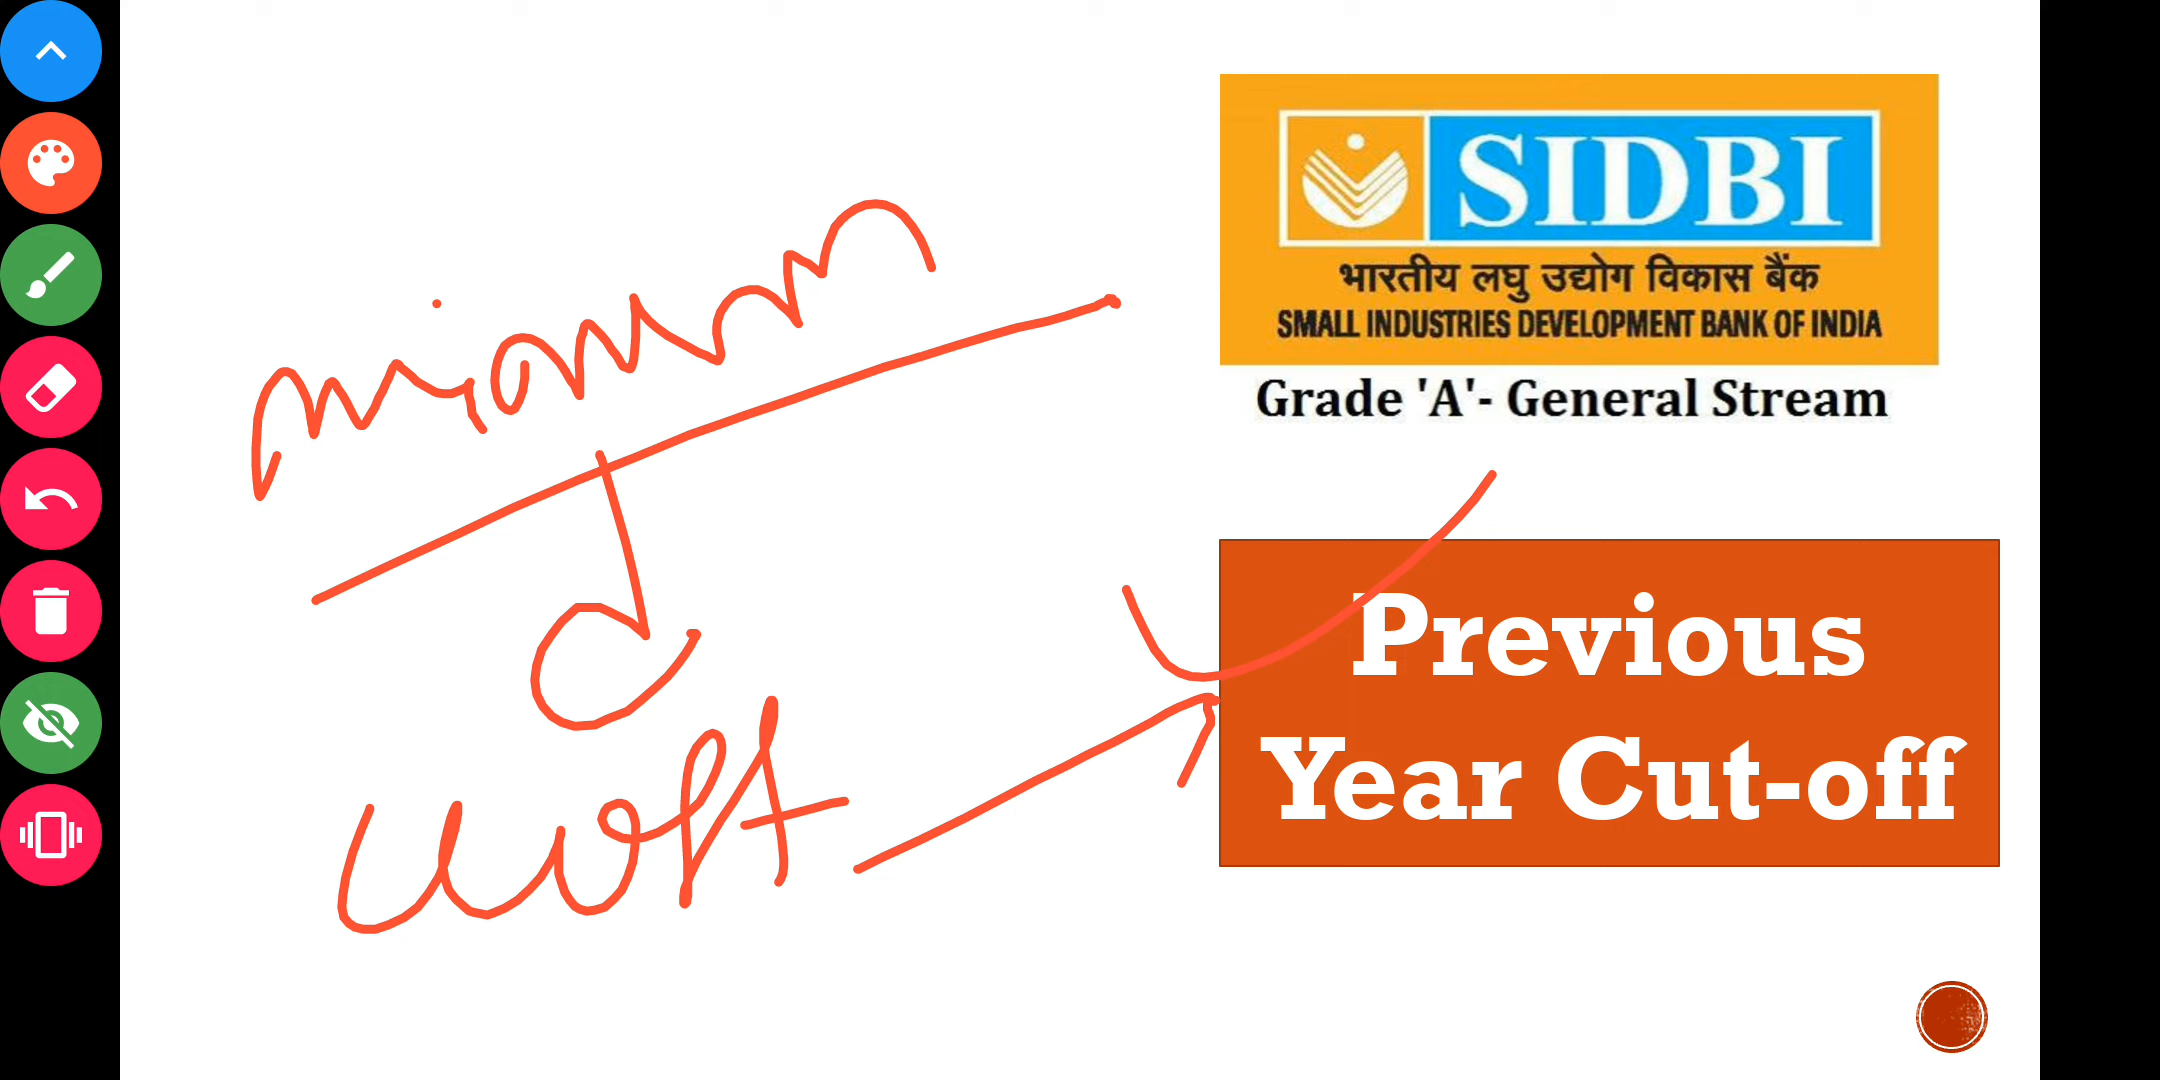 SIDBI
भारतीय लघु उद्योग विकास बैंक
SMALL INDUSTRIES DEVELOPMENT BANK OF INDIA
Grade 'A'- General Stream
Previous
Year Cut-off